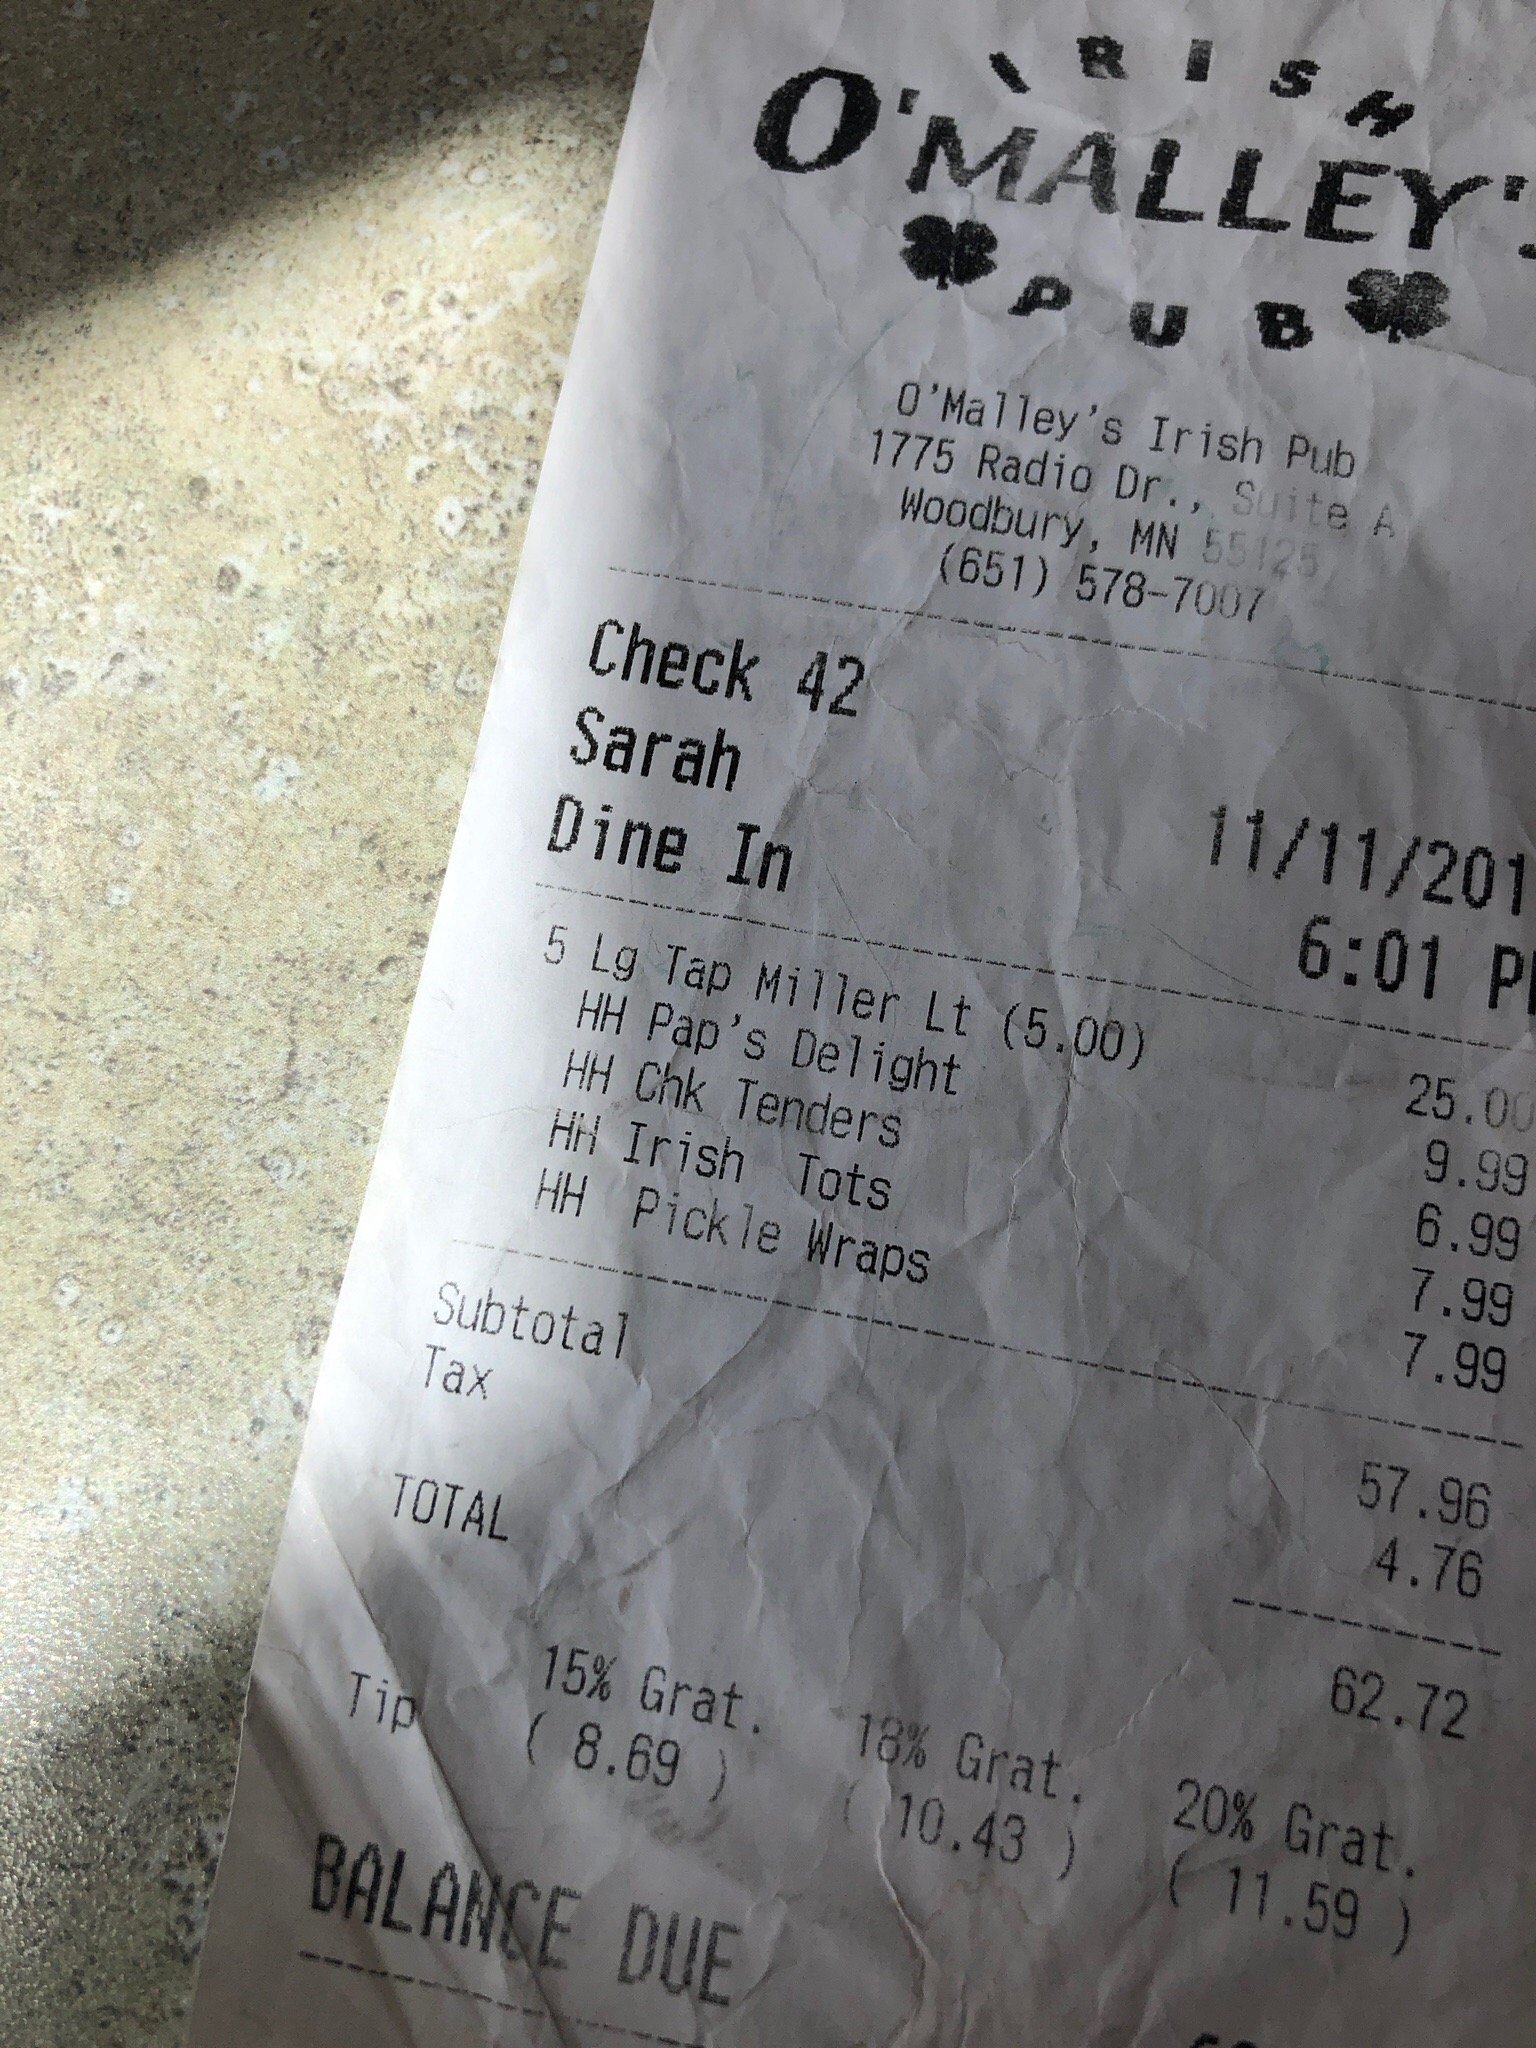 IRISH
O'MALLEY'
PUB
O'Malley's Irish Pub
1775 Radio Dr., Suite A
Woodbury, MN 55125
(651) 578-7007
Check 42
Sarah
Dine In
11/11/201
6:01 P
5 Lg Tap Miller Lt (5.00) 25.00
HH Pap's Delight 9.99
HH Chk Tenders 6.99
HH Irish Tots 7.99
HH Pickle Wraps 7.99
Subtotal 57.96
Tax 4.76
TOTAL 62.72
15% Grat. 18% Grat. 20% Grat.
Tip ( 8.69 ) ( 10.43 ) ( 11.59 )
BALANCE DUE